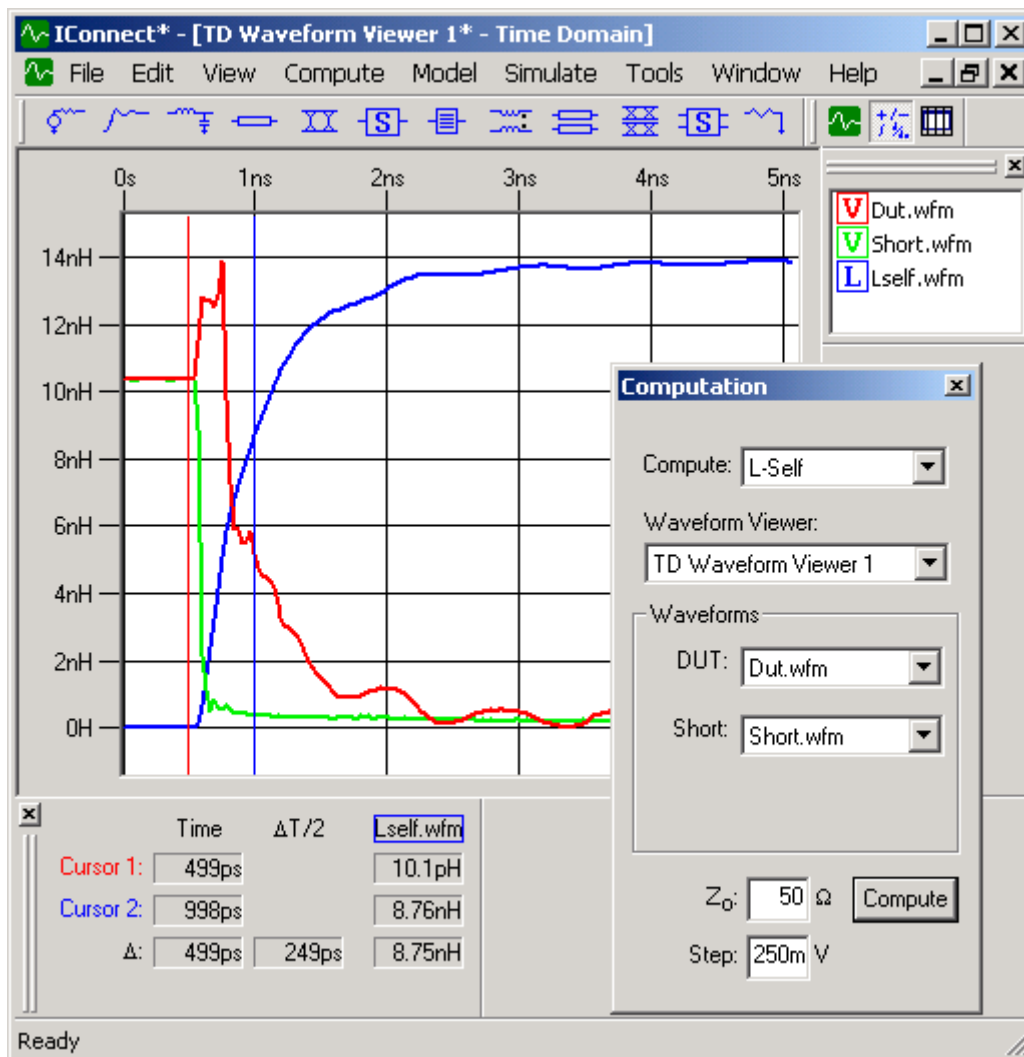 IConnect* - [TD Waveform Viewer 1* - Time Domain]
File Edit View Compute Model Simulate Tools Window Help
S S
0s 1ns 2ns 3ns 4ns 5ns
14nH
12nH
10nH
8nH
6nH
4nH
2nH
0H
V Dut.wfm
V Short.wfm
L Lself.wfm
Computation
Compute: L-Self
Waveform Viewer:
TD Waveform Viewer 1
Waveforms
DUT: Dut.wfm
Short: Short.wfm
Zo: 50 Ω Compute
Step: 250m V
Time ΔT/2 Lself.wfm
Cursor 1: 499ps 10.1pH
Cursor 2: 998ps 8.76nH
Δ: 499ps 249ps 8.75nH
Ready